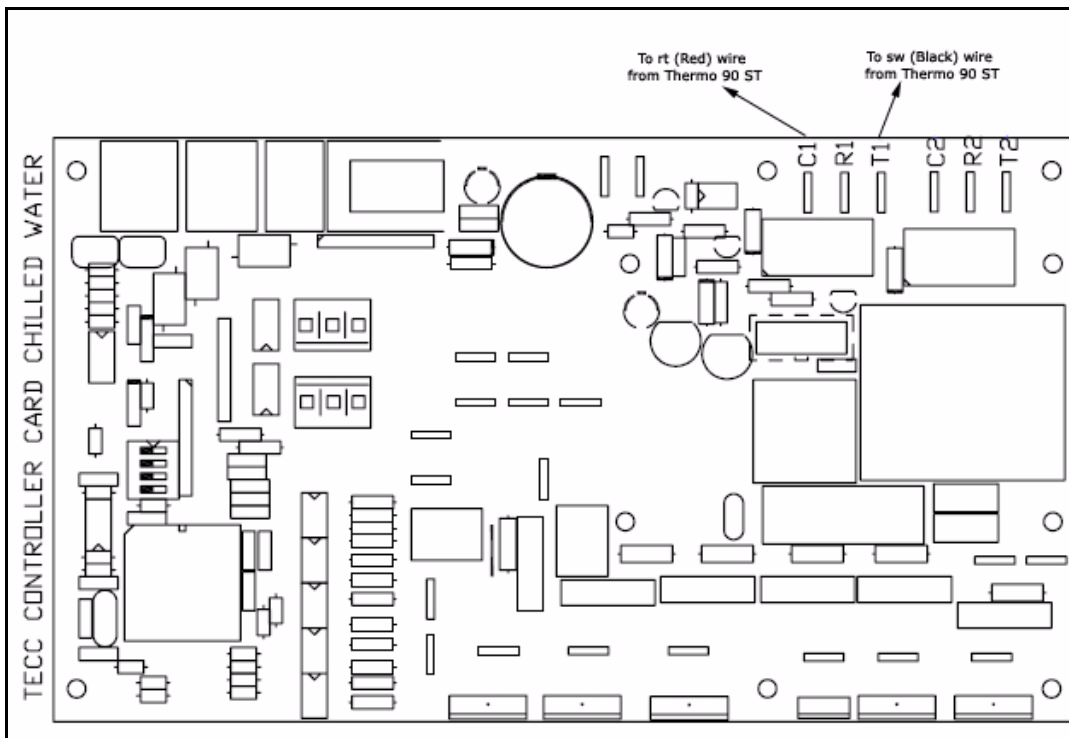 To rt (Red) wire
from Thermo 90 ST
To sw (Black) wire
from Thermo 90 ST
C1
R1
T1
C2
R2
T2
TECC CONTROLLER CARD CHILLED WATER